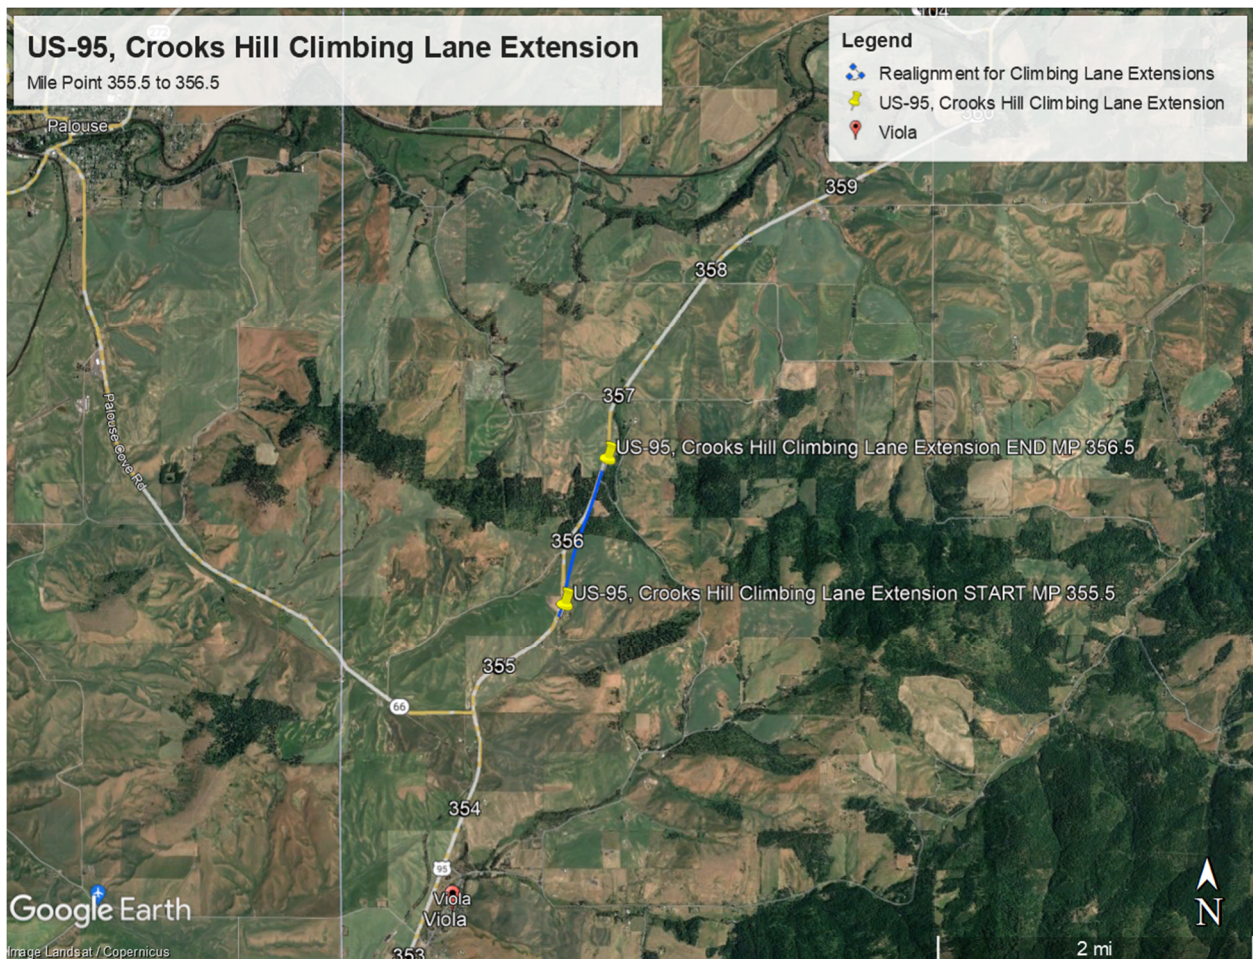 104
272
US-95, Crooks Hill Climbing Lane Extension
Mile Point 355.5 to 356.5
Legend
Realignment for Climbing Lane Extensions
US-95, Crooks Hill Climbing Lane Extension
Viola
360
Palouse
359
358
357
Palouse Cove Rd
US-95, Crooks Hill Climbing Lane Extension END MP 356.5
356
US-95, Crooks Hill Climbing Lane Extension START MP 355.5
355
66
354
95
Viola
Viola
353
Google Earth
N
Image Landsat / Copernicus
2 mi